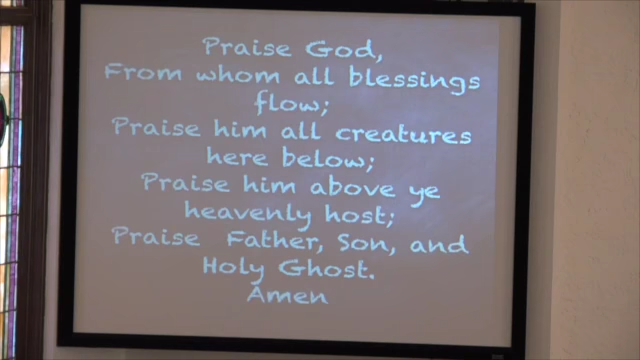 Praise God,
From whom all blessings
flow;
Praise him all creatures
here below;
Praise him above ye
heavenly host;
Praise Father, Son, and
Holy Ghost.
Amen